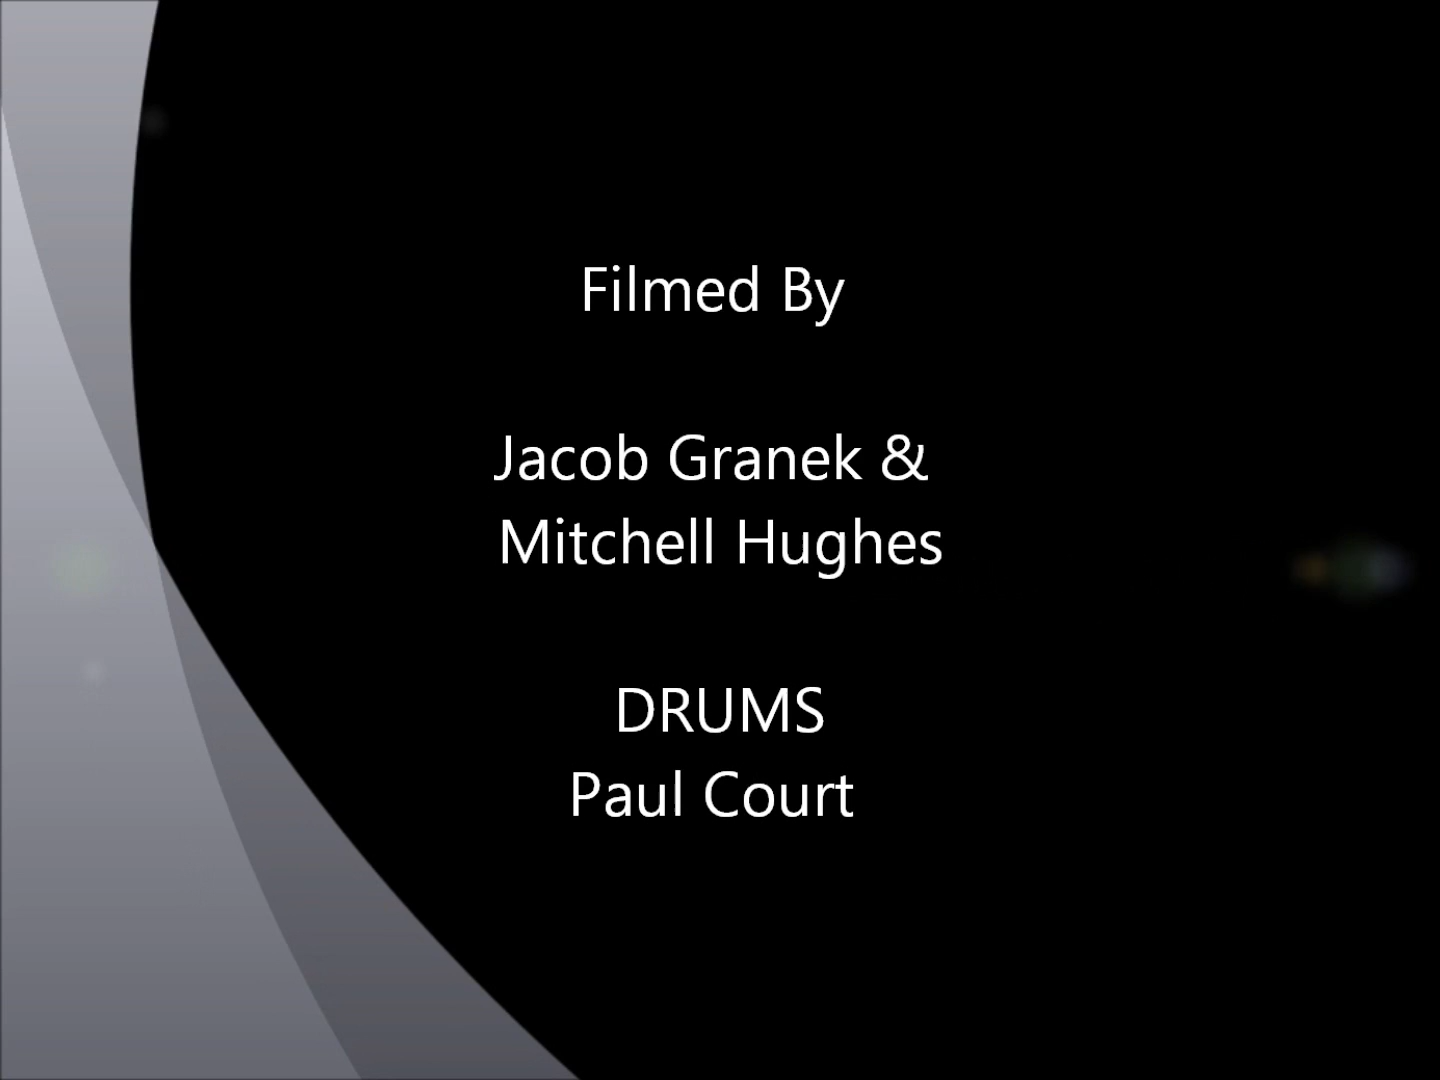 Filmed By
Jacob Granek &
Mitchell Hughes
DRUMS
Paul Court